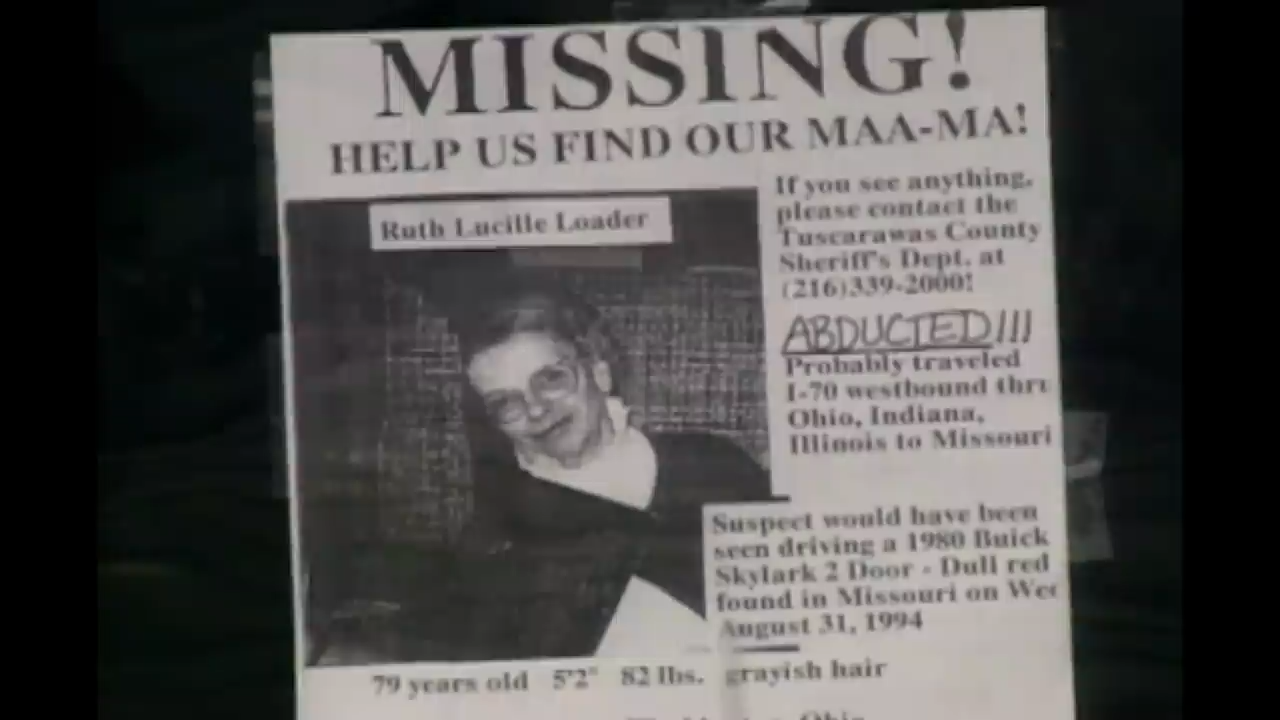 MISSING!
HELP US FIND OUR MAA-MA!
Ruth Lucille Loader
If you see anything,
please contact the
Tuscarawas County
Sheriff's Dept. at
(216)339-2000!
ABDUCTED!!!
Probably traveled
I-70 westbound thru
Ohio, Indiana,
Illinois to Missouri
Suspect would have been
seen driving a 1980 Buick
Skylark 2 Door - Dull red
found in Missouri on Wed
August 31, 1994
79 years old 5'2" 82 lbs. grayish hair
Ohio